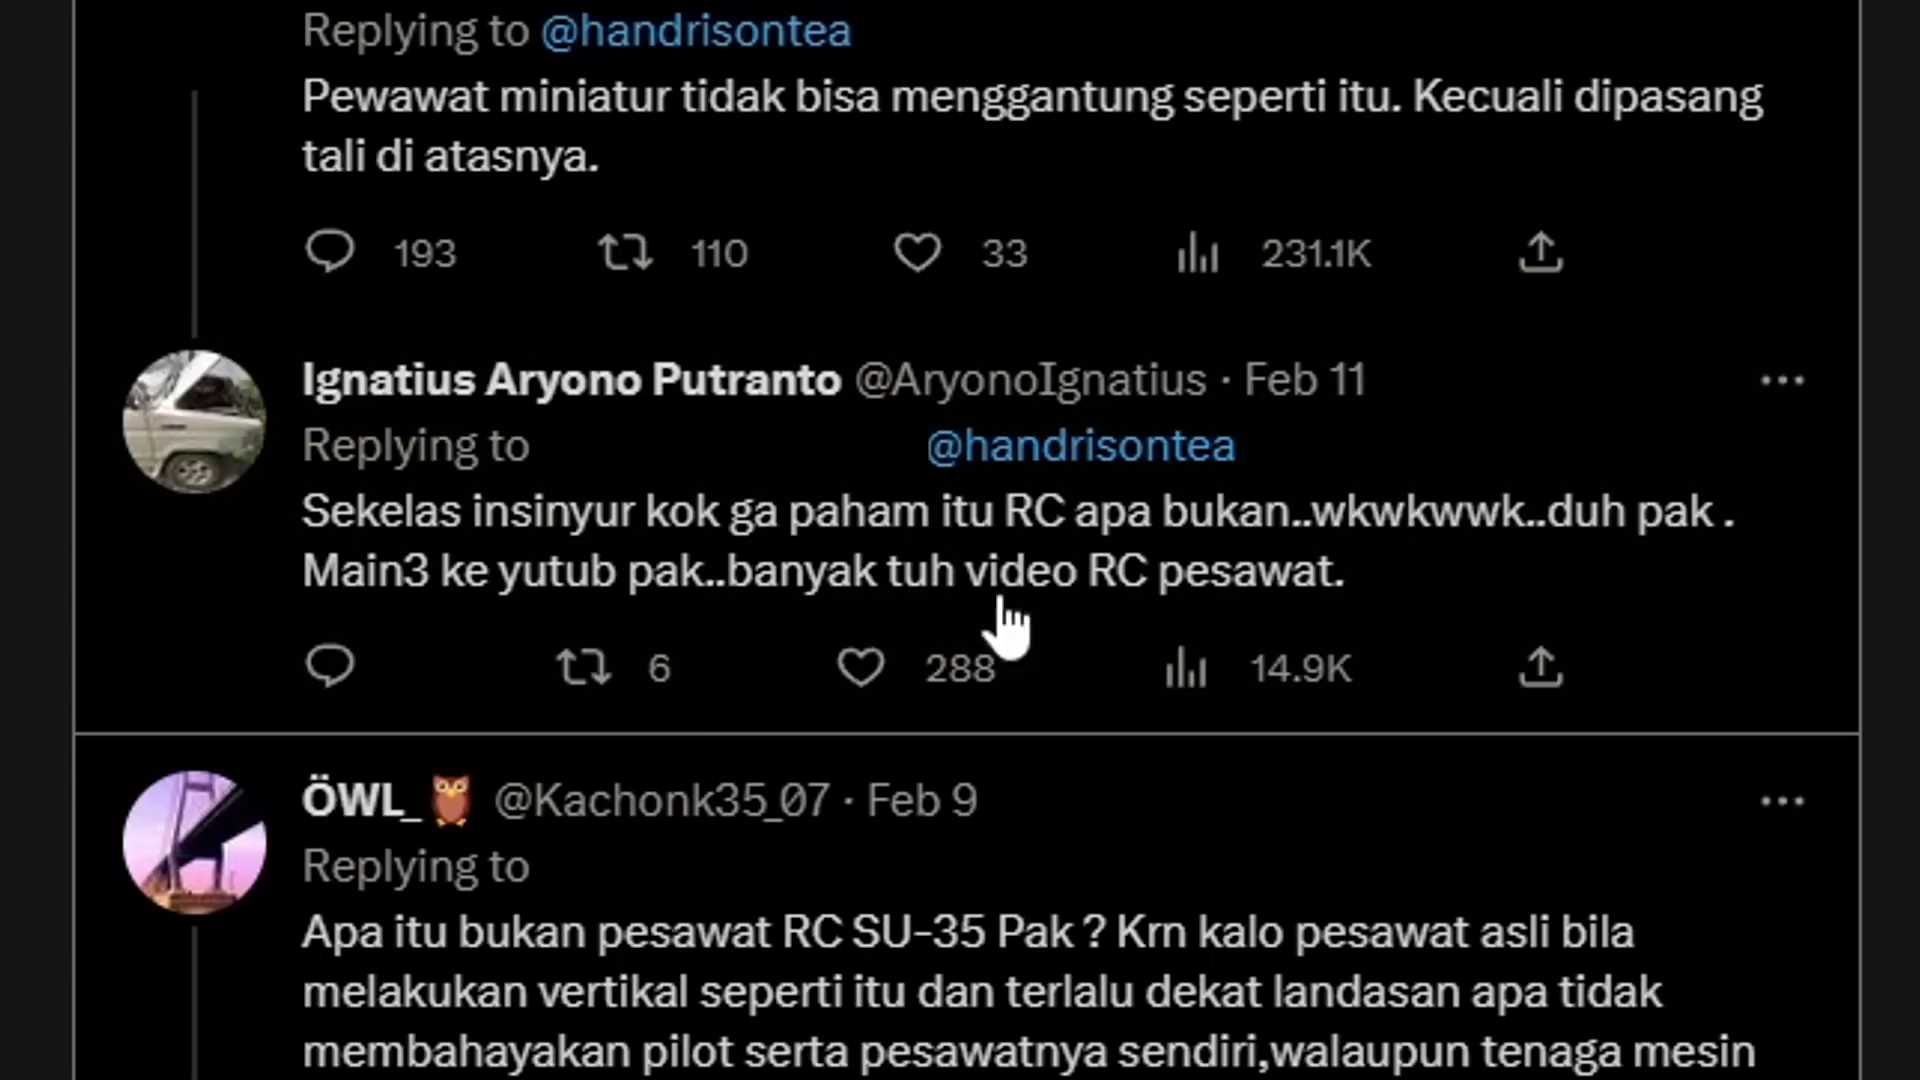 Replying to @handrisontea
Pewawat miniatur tidak bisa menggantung seperti itu. Kecuali dipasang
tali di atasnya.
193 110 33 231.1K
Ignatius Aryono Putranto @AryonoIgnatius · Feb 11
Replying to @handrisontea
Sekelas insinyur kok ga paham itu RC apa bukan..wkwkwwk..duh pak .
Main3 ke yutub pak..banyak tuh video RC pesawat.
6 288 14.9K
ÖWL_🦉 @Kachonk35_07 · Feb 9
Replying to
Apa itu bukan pesawat RC SU-35 Pak ? Krn kalo pesawat asli bila
melakukan vertikal seperti itu dan terlalu dekat landasan apa tidak
membahayakan pilot serta pesawatnya sendiri,walaupun tenaga mesin